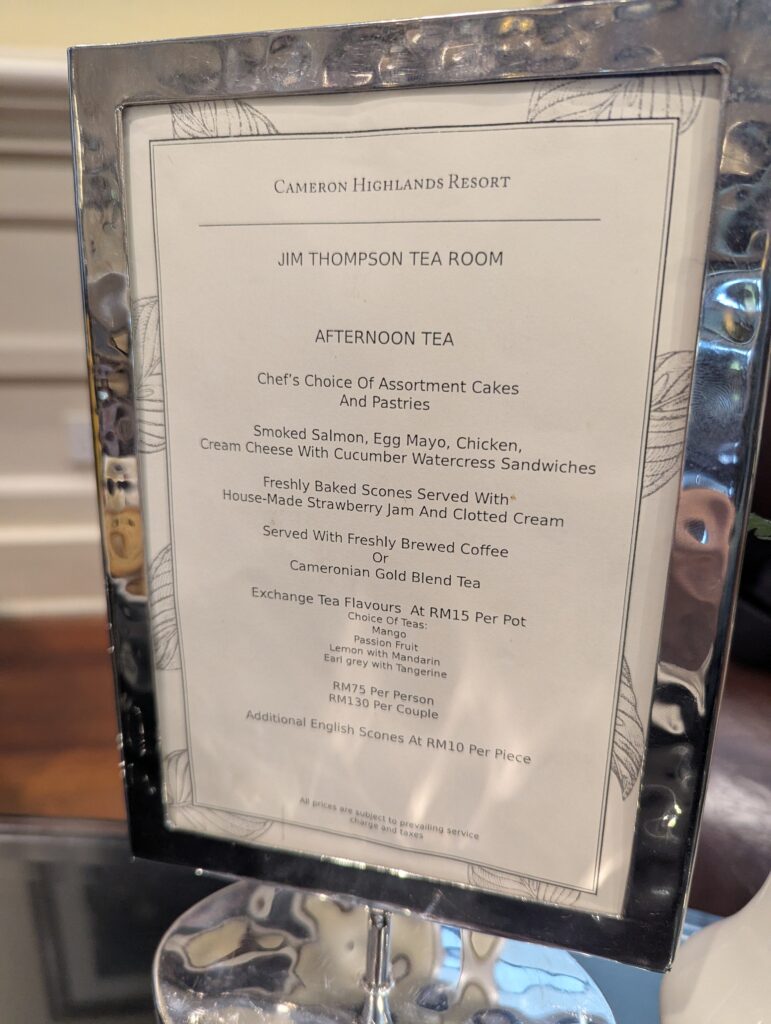 CAMERON HIGHLANDS RESORT
JIM THOMPSON TEA ROOM
AFTERNOON TEA
Chef's Choice Of Assortment Cakes
And Pastries
Smoked Salmon, Egg Mayo, Chicken,
Cream Cheese With Cucumber Watercress Sandwiches
Freshly Baked Scones Served With
House-Made Strawberry Jam And Clotted Cream
Served With Freshly Brewed Coffee
Or
Cameronian Gold Blend Tea
Exchange Tea Flavours At RM15 Per Pot
Choice Of Teas:
Mango
Passion Fruit
Lemon with Mandarin
Earl grey with Tangerine
RM75 Per Person
RM130 Per Couple
Additional English Scones At RM10 Per Piece
All prices are subject to prevailing service
charge and taxes